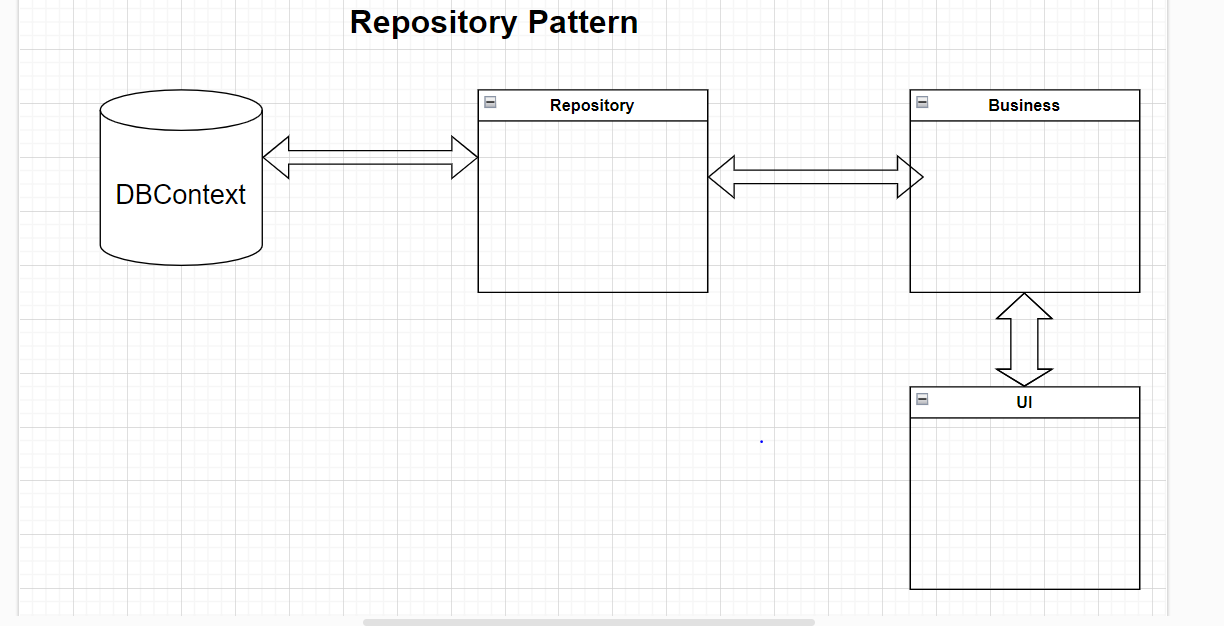 Repository Pattern
DBContext
Repository
Business
UI